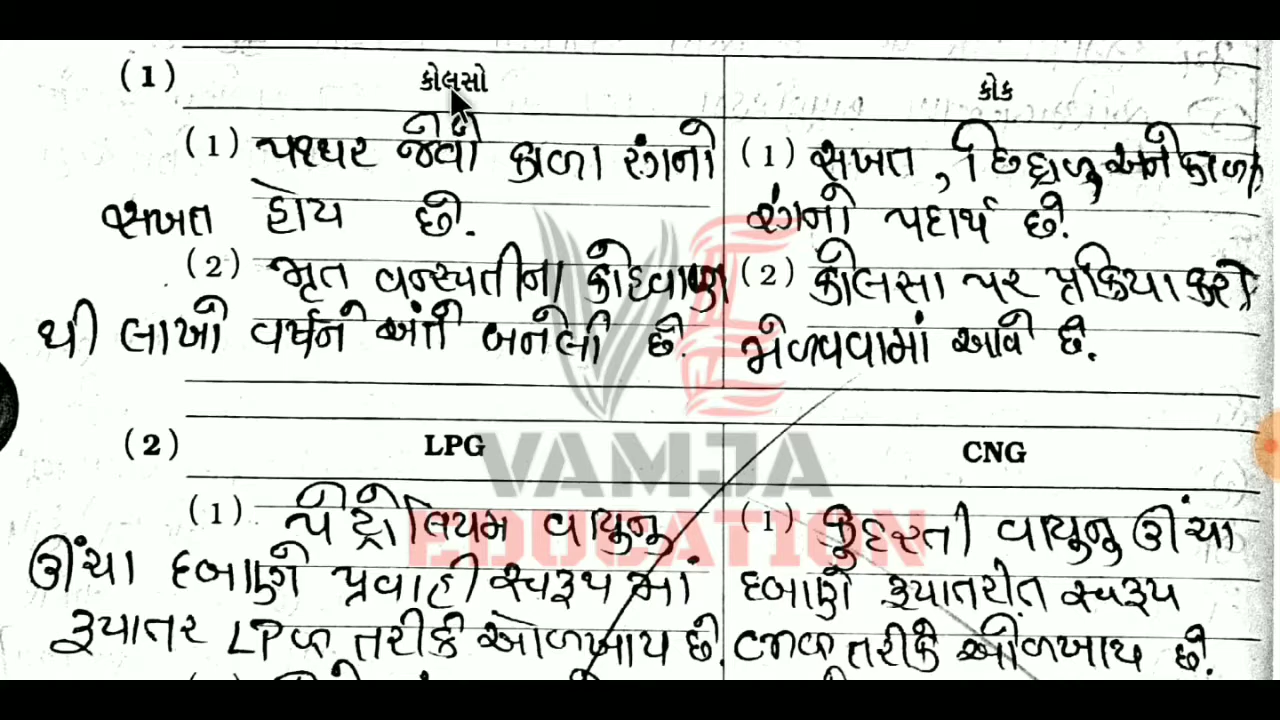 (1) કોલસો કોક
(1) પથ્થર જેવો કાળા રંગનો
સખત હોય છે.
(2) મૃત વનસ્પતીના કોહવાણ
થી લાખો વર્ષને અંતે બનેલો છે.
(1) સખત, છિદ્રાળુ, અને કાળા
રંગનો પદાર્થ છે.
(2) કોલસા પર પ્રક્રિયા કરી
મેળવવામાં આવે છે.
(2) LPG CNG
(1) પેટ્રોલિયમ વાયુનુ
ઊંચા દબાણે પ્રવાહી સ્વરૂપમાં
રૂપાતર LPG તરીકે ઓળખાય છે.
(1) કુદરતી વાયુનુ ઊંચા
દબાણે રૂપાતરીત સ્વરૂપ
CNG તરીકે ઓળખાય છે.
VAMJA
EDUCATION